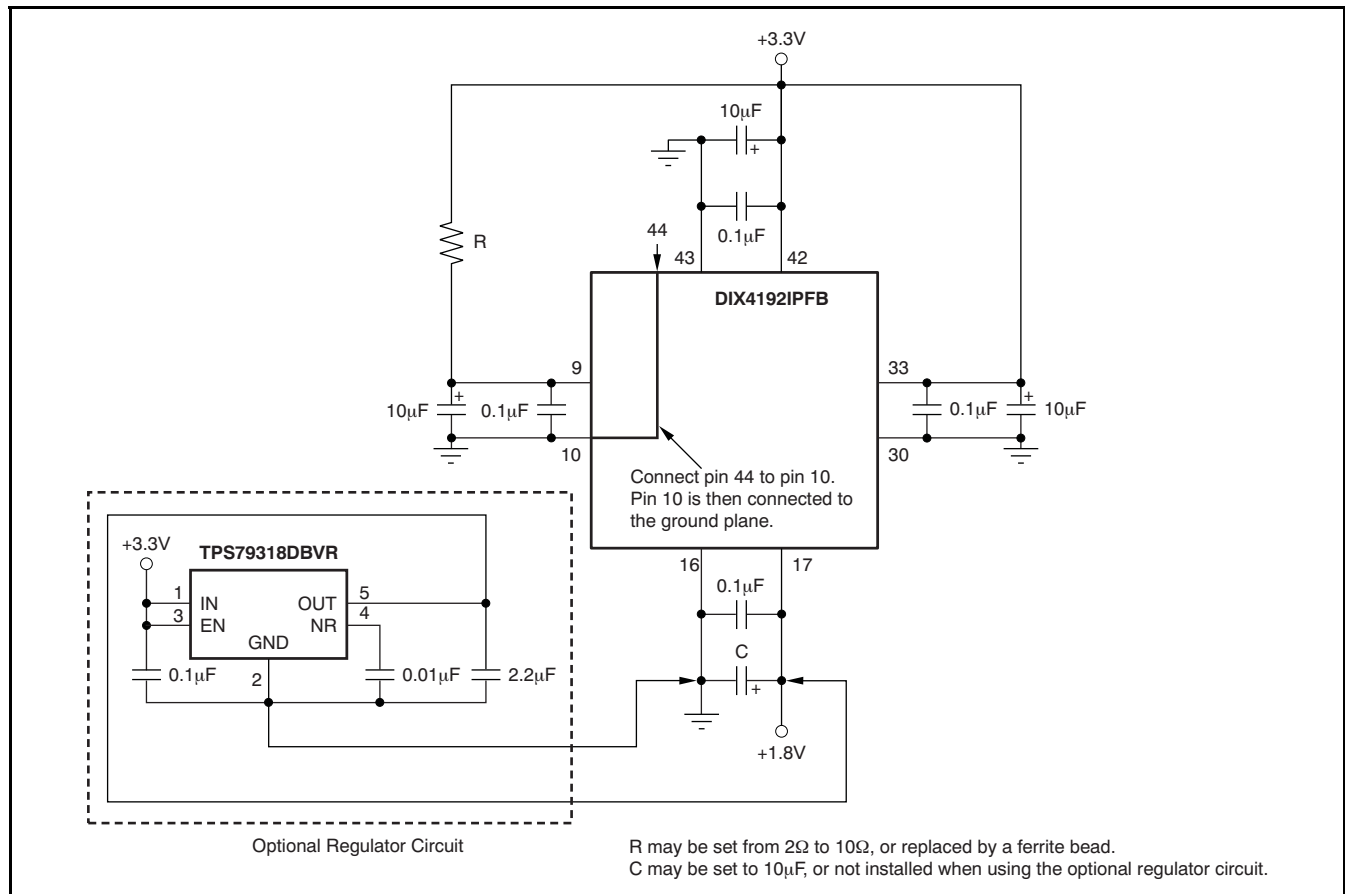 +3.3V
10μF
+
0.1μF
R
44
43
42
DIX4192IPFB
9
33
+
10μF
0.1μF
0.1μF
+
10μF
10
30
Connect pin 44 to pin 10.
Pin 10 is then connected to
the ground plane.
16
17
0.1μF
C
+
+1.8V
+3.3V
TPS79318DBVR
1
IN
OUT
5
3
EN
NR
4
GND
2
0.1μF
0.01μF
2.2μF
Optional Regulator Circuit
R may be set from 2Ω to 10Ω, or replaced by a ferrite bead.
C may be set to 10μF, or not installed when using the optional regulator circuit.